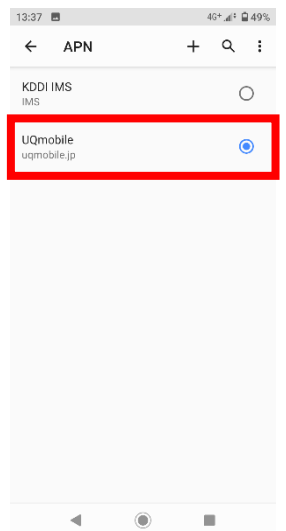 13:37 4G+ 49%
APN
KDDI IMS
IMS
UQmobile
uqmobile.jp